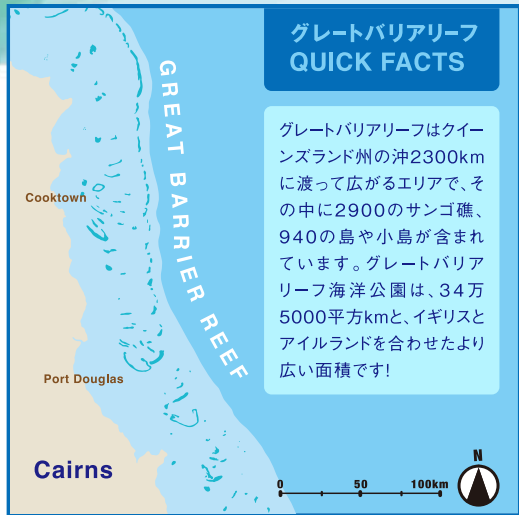 グレートバリアリーフ
QUICK FACTS
グレートバリアリーフはクイー
ンズランド州の沖2300km
に渡って広がるエリアで、そ
の中に2900のサンゴ礁、
940の島や小島が含まれ
ています。グレートバリア
リーフ海洋公園は、34万
5000平方kmと、イギリスと
アイルランドを合わせたより
広い面積です!
GREAT BARRIER REEF
Cooktown
Port Douglas
Cairns
0 50 100km
N